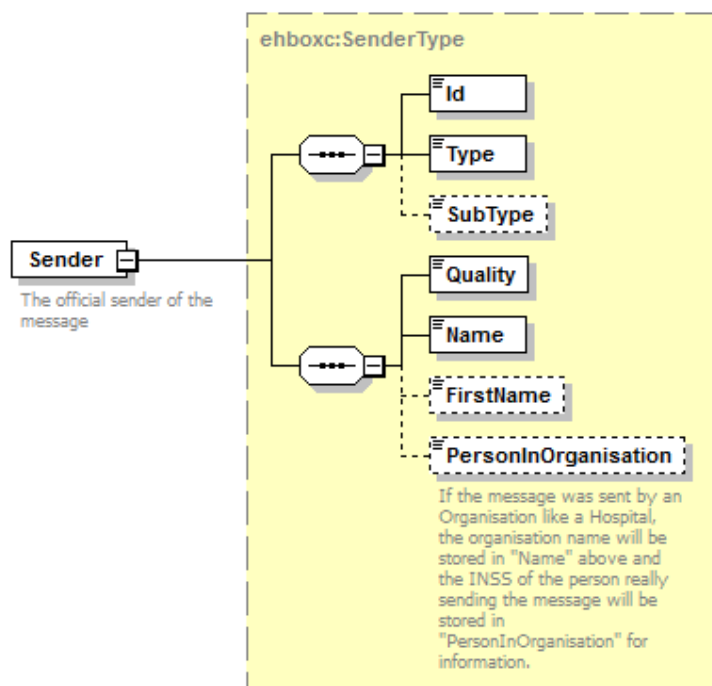 ehboxc:SenderType
Id
Type
SubType
Sender
The official sender of the
message
Quality
Name
FirstName
PersonInOrganisation
If the message was sent by an
Organisation like a Hospital,
the organisation name will be
stored in "Name" above and
the INSS of the person really
sending the message will be
stored in
"PersonInOrganisation" for
information.